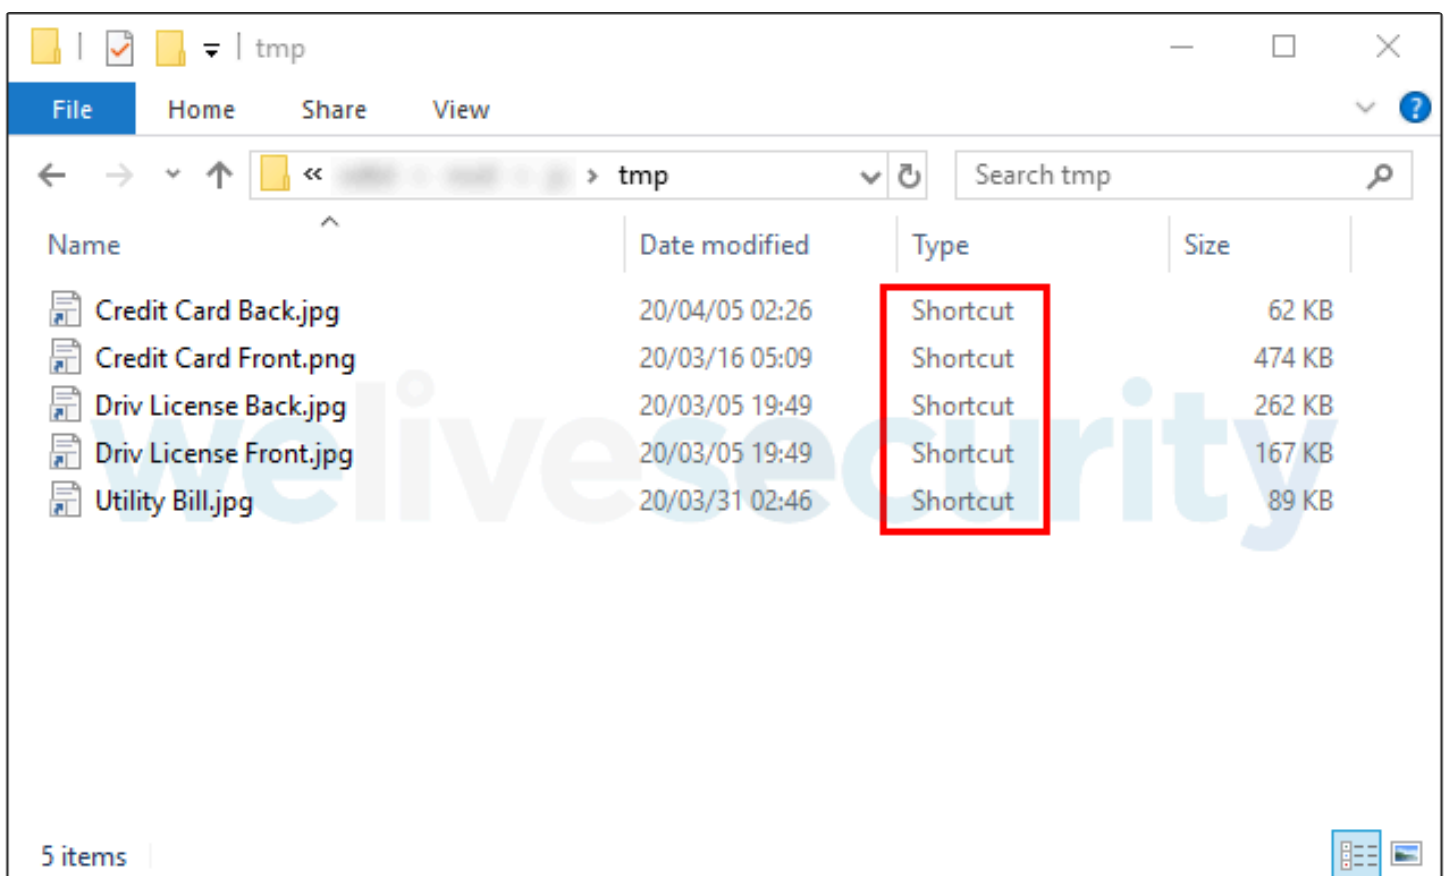 tmp
File Home Share View
« tmp Search tmp
Name Date modified Type Size
Credit Card Back.jpg 20/04/05 02:26 Shortcut 62 KB
Credit Card Front.png 20/03/16 05:09 Shortcut 474 KB
Driv License Back.jpg 20/03/05 19:49 Shortcut 262 KB
Driv License Front.jpg 20/03/05 19:49 Shortcut 167 KB
Utility Bill.jpg 20/03/31 02:46 Shortcut 89 KB
welivesecurity
5 items